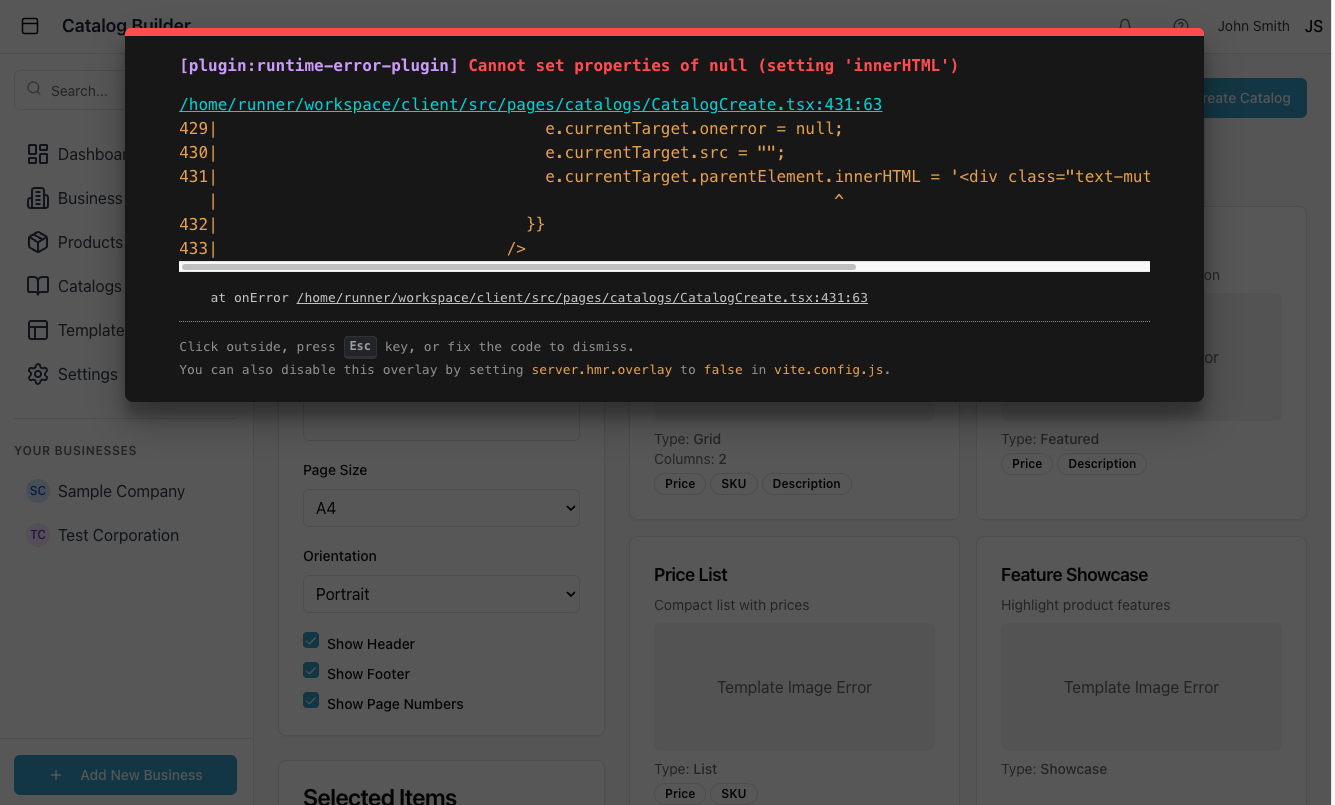 Catalog Builder
John Smith JS
[plugin:runtime-error-plugin] Cannot set properties of null (setting 'innerHTML')
/home/runner/workspace/client/src/pages/catalogs/CatalogCreate.tsx:431:63
429| e.currentTarget.onerror = null;
430| e.currentTarget.src = "";
431| e.currentTarget.parentElement.innerHTML = '<div class="text-mut
| ^
432| }}
433| />
at onError /home/runner/workspace/client/src/pages/catalogs/CatalogCreate.tsx:431:63
Click outside, press Esc key, or fix the code to dismiss.
You can also disable this overlay by setting server.hmr.overlay to false in vite.config.js.
Search...
Catalog
Business
Products
Catalogs
Settings
YOUR BUSINESSES
SC Sample Company
TC Test Corporation
+ Add New Business
Page Size
A4
Orientation
Portrait
Show Header
Show Footer
Show Page Numbers
Selected Items
Type: Grid
Columns: 2
Price SKU Description
Type: Featured
Price Description
Price List
Compact list with prices
Template Image Error
Type: List
Price SKU
Feature Showcase
Highlight product features
Template Image Error
Type: Showcase